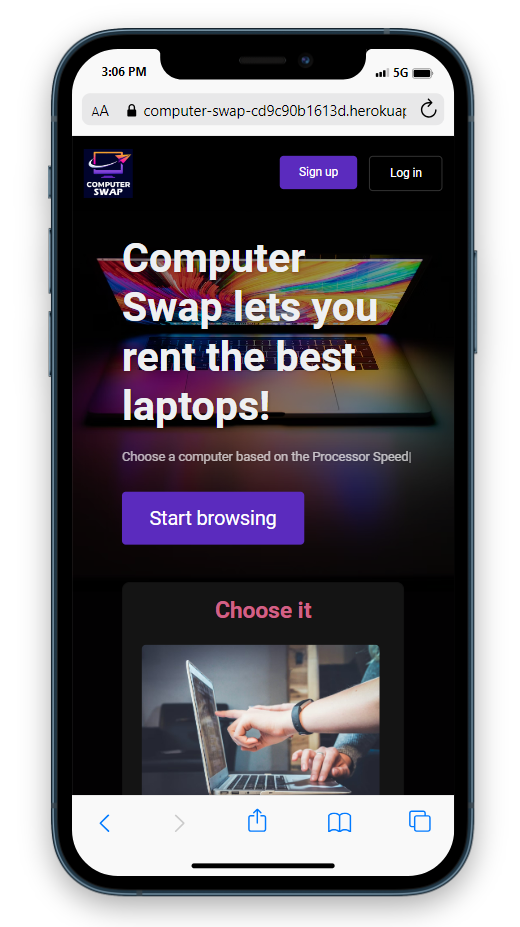 3:06 PM
5G
AA computer-swap-cd9c90b1613d.herokuap
COMPUTER
SWAP
Sign up
Log in
Computer
Swap lets you
rent the best
laptops!
Choose a computer based on the Processor Speed|
Start browsing
Choose it